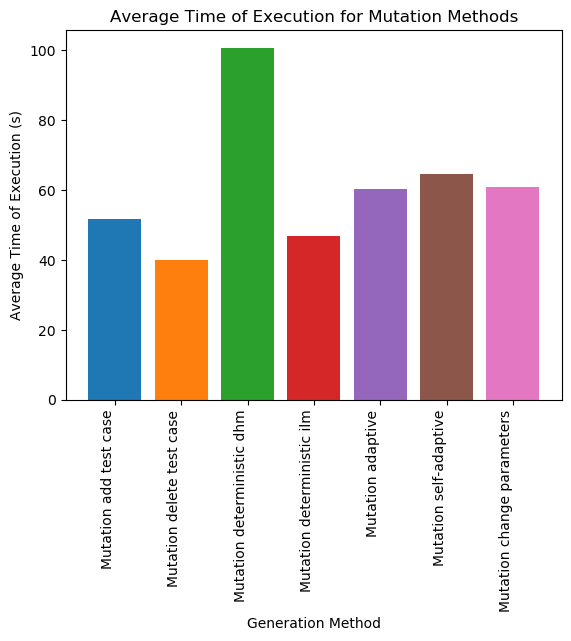 Average Time of Execution for Mutation Methods
Average Time of Execution (s)
100
80
60
40
20
0
Mutation add test case
Mutation delete test case
Mutation deterministic dhm
Mutation deterministic ilm
Mutation adaptive
Mutation self-adaptive
Mutation change parameters
Generation Method